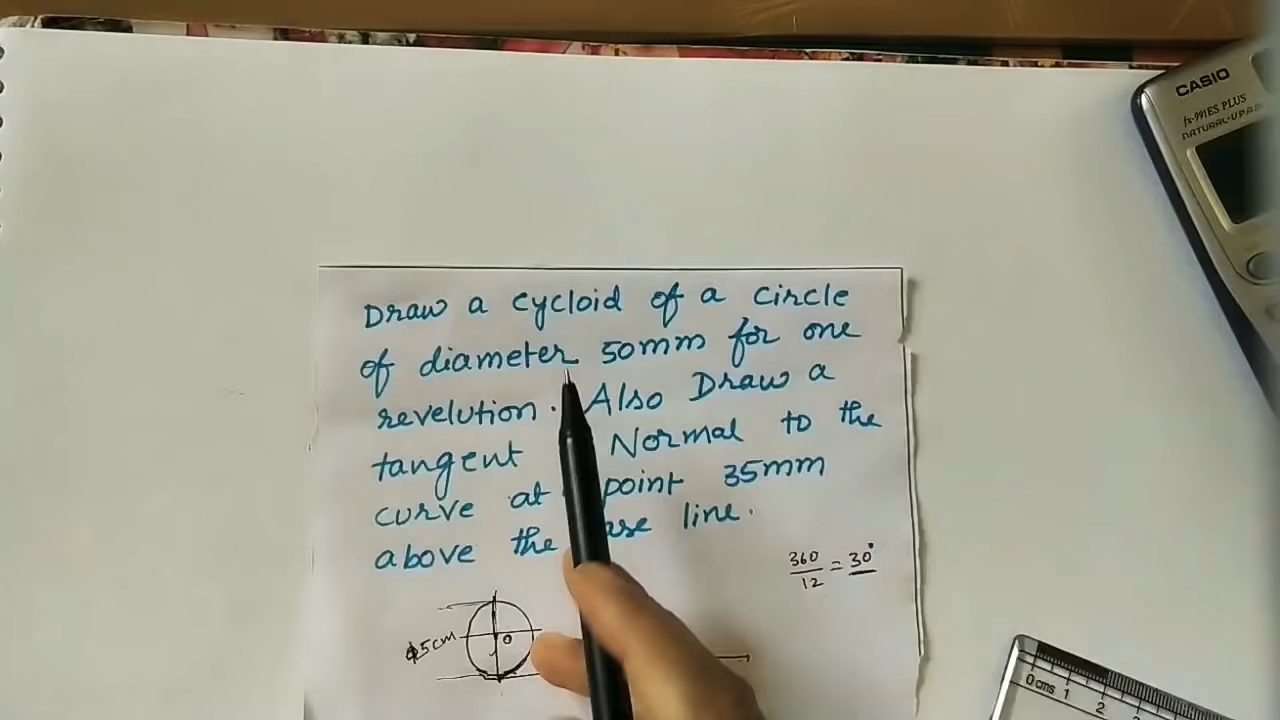 CASIO
fx-991ES PLUS
Draw a cycloid of a circle
of diameter 50mm for one
revelution. Also Draw a
tangent Normal to the
curve at point 35mm
above the line.
360
12 = 30°
ϕ5cm
0
0cms 1 2